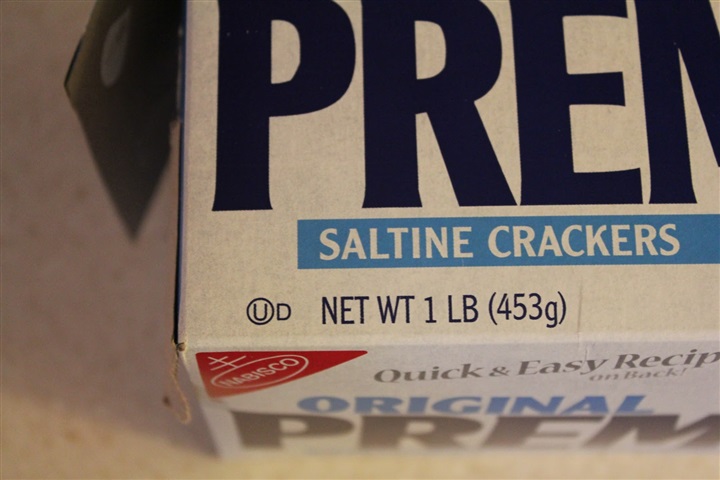 PREM
SALTINE CRACKERS
UD NET WT 1 LB (453g)
NABISCO
Quick & Easy Recip
on Back!
ORIGINAL
PREM